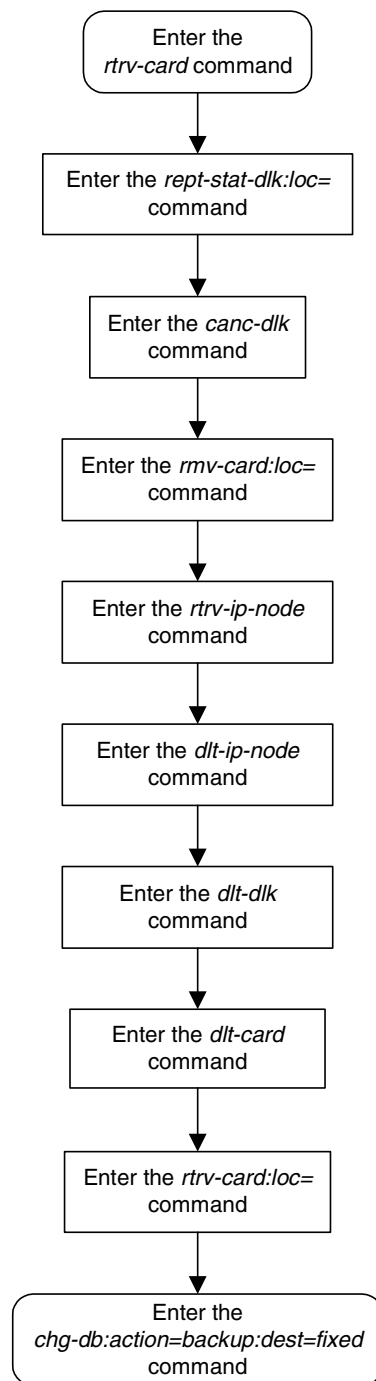 Enter the
rtrv-card command
Enter the rept-stat-dlk:loc=
command
Enter the canc-dlk
command
Enter the rmv-card:loc=
command
Enter the rtrv-ip-node
command
Enter the dlt-ip-node
command
Enter the dlt-dlk
command
Enter the dlt-card
command
Enter the rtrv-card:loc=
command
Enter the
chg-db:action=backup:dest=fixed
command